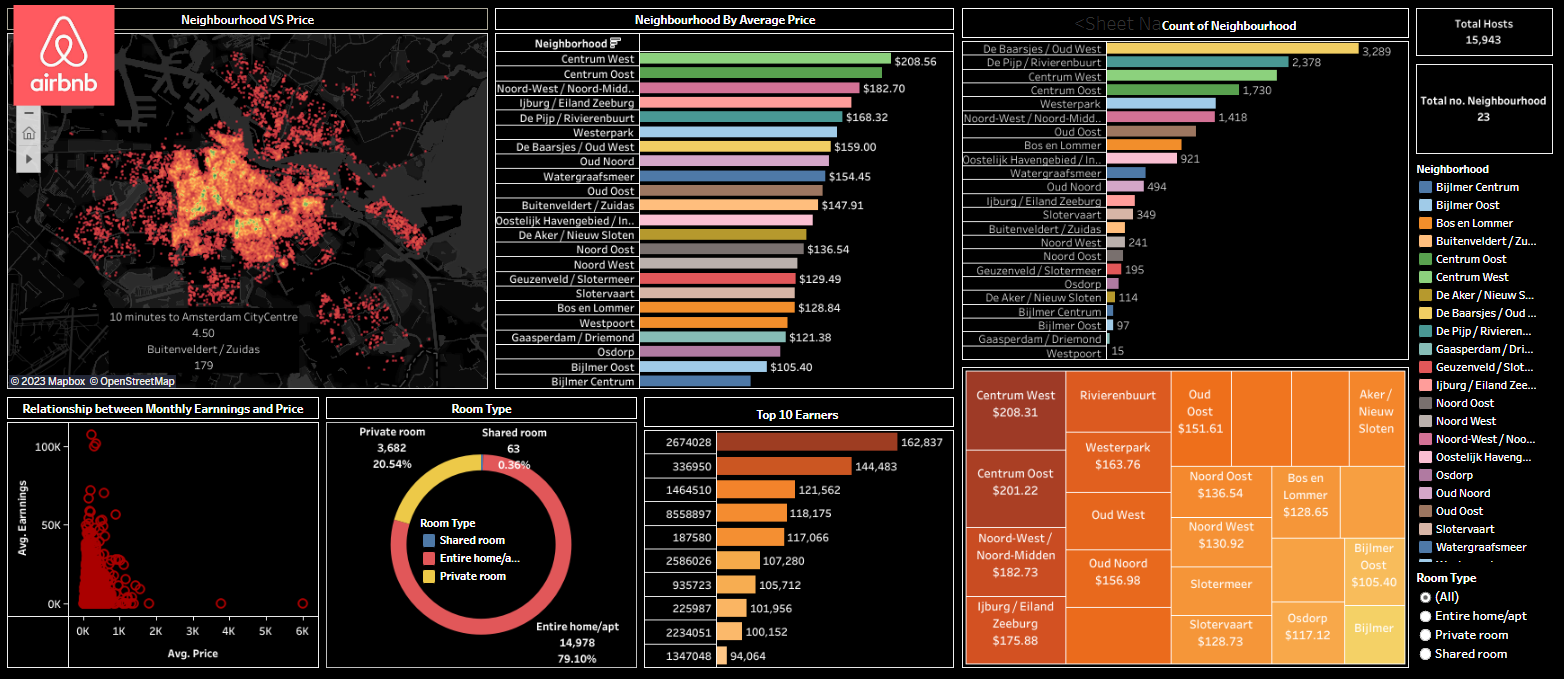 Neighbourhood VS Price
airbnb
10 minutes to Amsterdam CityCentre
4.50
Buitenveldert / Zuidas
179
© 2023 Mapbox © OpenStreetMap
Neighbourhood By Average Price
Neighborhood
Centrum West $208.56
Centrum Oost
Noord-West / Noord-Midd.. $182.70
Ijburg / Eiland Zeeburg
De Pijp / Rivierenbuurt $168.32
Westerpark
De Baarsjes / Oud West $159.00
Oud Noord
Watergraafsmeer $154.45
Oud Oost
Buitenveldert / Zuidas $147.91
Oostelijk Havengebied / In..
De Aker / Nieuw Sloten
Noord Oost $136.54
Noord West
Geuzenveld / Slotermeer $129.49
Slotervaart
Bos en Lommer $128.84
Westpoort
Gaasperdam / Driemond $121.38
Osdorp
Bijlmer Oost $105.40
Bijlmer Centrum
<Sheet Na
Count of Neighbourhood
De Baarsjes / Oud West 3,289
De Pijp / Rivierenbuurt 2,378
Centrum West
Centrum Oost 1,730
Westerpark
Noord-West / Noord-Midd.. 1,418
Oud Oost
Bos en Lommer
Oostelijk Havengebied / In.. 921
Watergraafsmeer
Oud Noord 494
Ijburg / Eiland Zeeburg
Slotervaart 349
Buitenveldert / Zuidas
Noord West 241
Noord Oost
Geuzenveld / Slotermeer 195
Osdorp
De Aker / Nieuw Sloten 114
Bijlmer Centrum
Bijlmer Oost 97
Gaasperdam / Driemond
Westpoort 15
Total Hosts
15,943
Total no. Neighbourhood
23
Neighborhood
Bijlmer Centrum
Bijlmer Oost
Bos en Lommer
Buitenveldert / Zu...
Centrum Oost
Centrum West
De Aker / Nieuw S...
De Baarsjes / Oud ...
De Pijp / Rivieren...
Gaasperdam / Dri...
Geuzenveld / Slot...
Ijburg / Eiland Zee...
Noord Oost
Noord West
Noord-West / Noo...
Oostelijk Haveng...
Osdorp
Oud Noord
Oud Oost
Slotervaart
Watergraafsmeer
Room Type
(All)
Entire home/apt
Private room
Shared room
Relationship between Monthly Earnnings and Price
Avg. Earnnings
100K
50K
0K
0K 1K 2K 3K 4K 5K 6K
Avg. Price
Room Type
Private room
3,682
20.54%
Shared room
63
0.36%
Room Type
Shared room
Entire home/a...
Private room
Entire home/apt
14,978
79.10%
Top 10 Earners
2674028 162,837
336950 144,483
1464510 121,562
8558897 118,175
187580 117,066
2586026 107,280
935723 105,712
225987 101,956
2234051 100,152
1347048 94,064
Centrum West
$208.31
Centrum Oost
$201.22
Noord-West /
Noord-Midden
$182.73
Ijburg / Eiland
Zeeburg
$175.88
Rivierenbuurt
Westerpark
$163.76
Oud West
Oud Noord
$156.98
Oud
Oost
$151.61
Aker /
Nieuw
Sloten
Noord Oost
$136.54
Noord West
$130.92
Slotermeer
Slotervaart
$128.73
Bos en
Lommer
$128.65
Osdorp
$117.12
Bijlmer
Oost
$105.40
Bijlmer